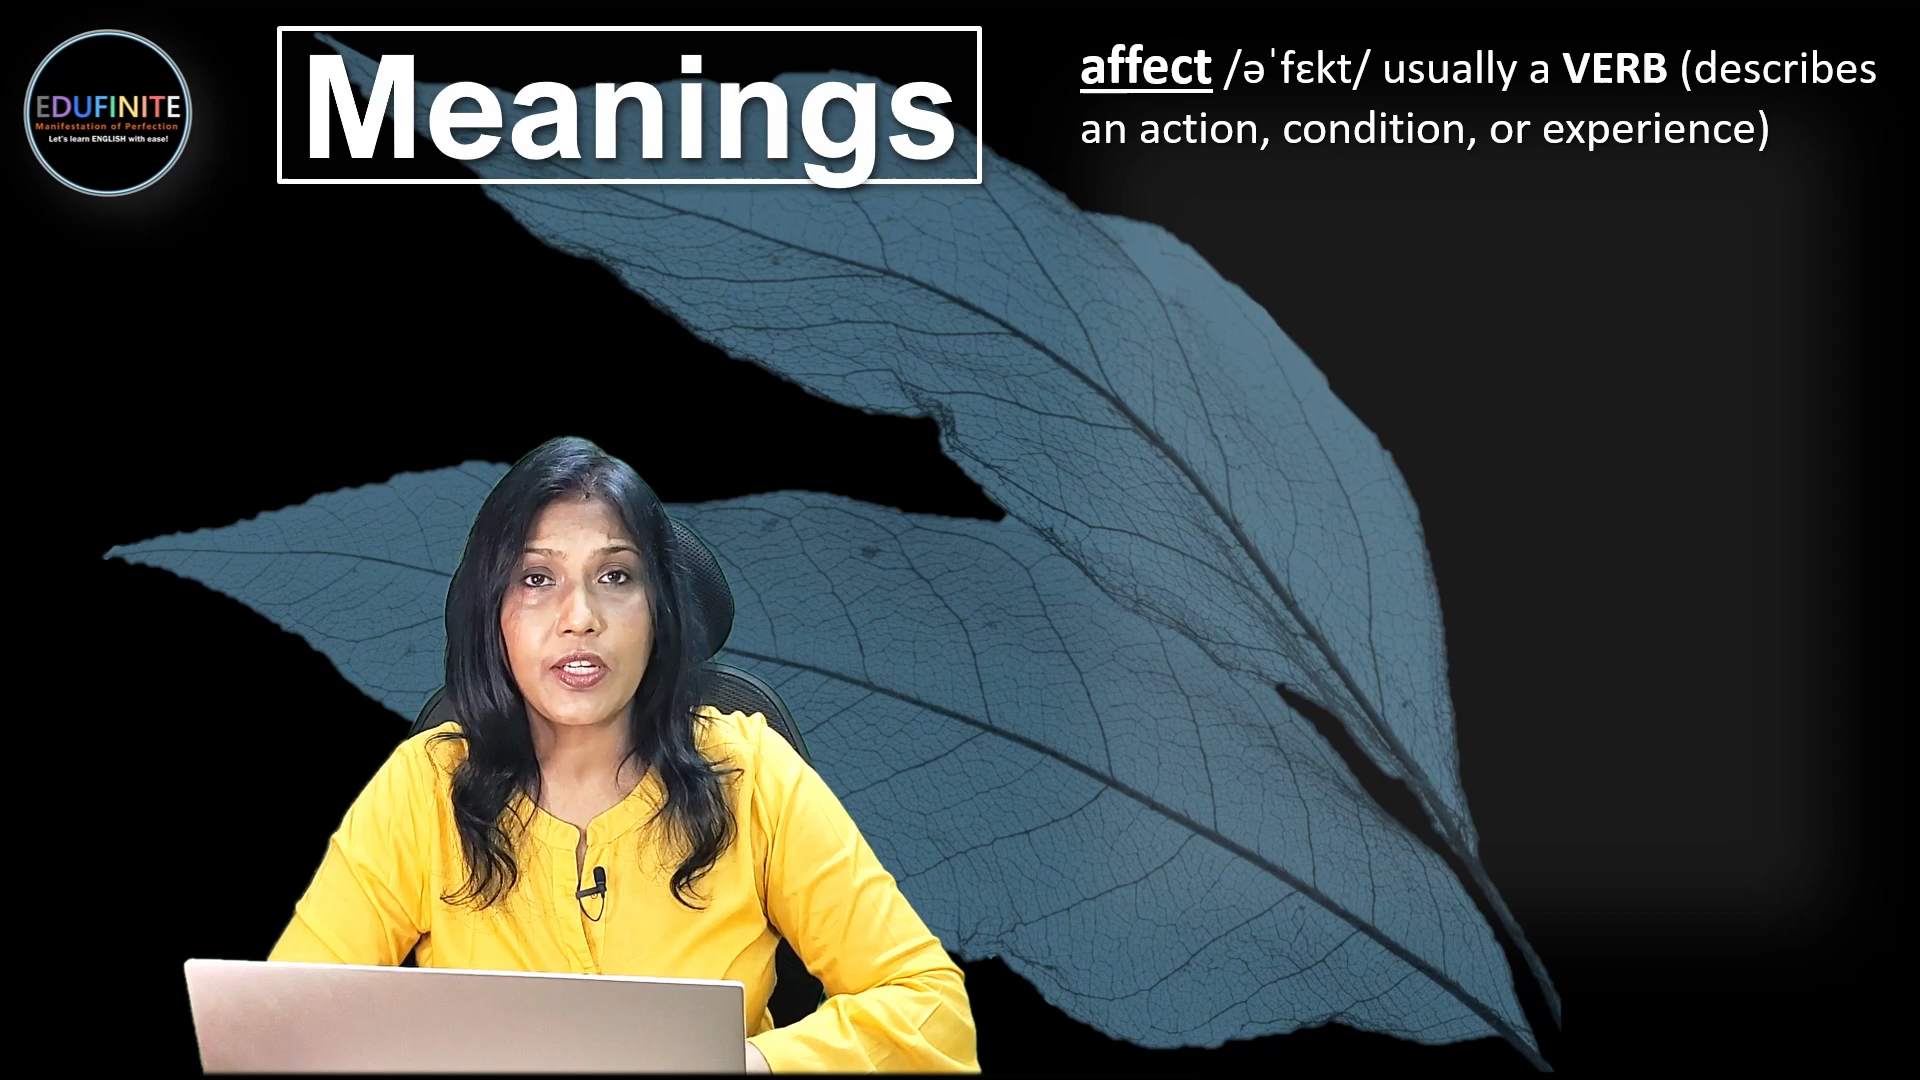 EDUFINITE
Manifestation of Perfection
Let's learn ENGLISH with ease!
Meanings
affect /əˈfɛkt/ usually a VERB (describes
an action, condition, or experience)